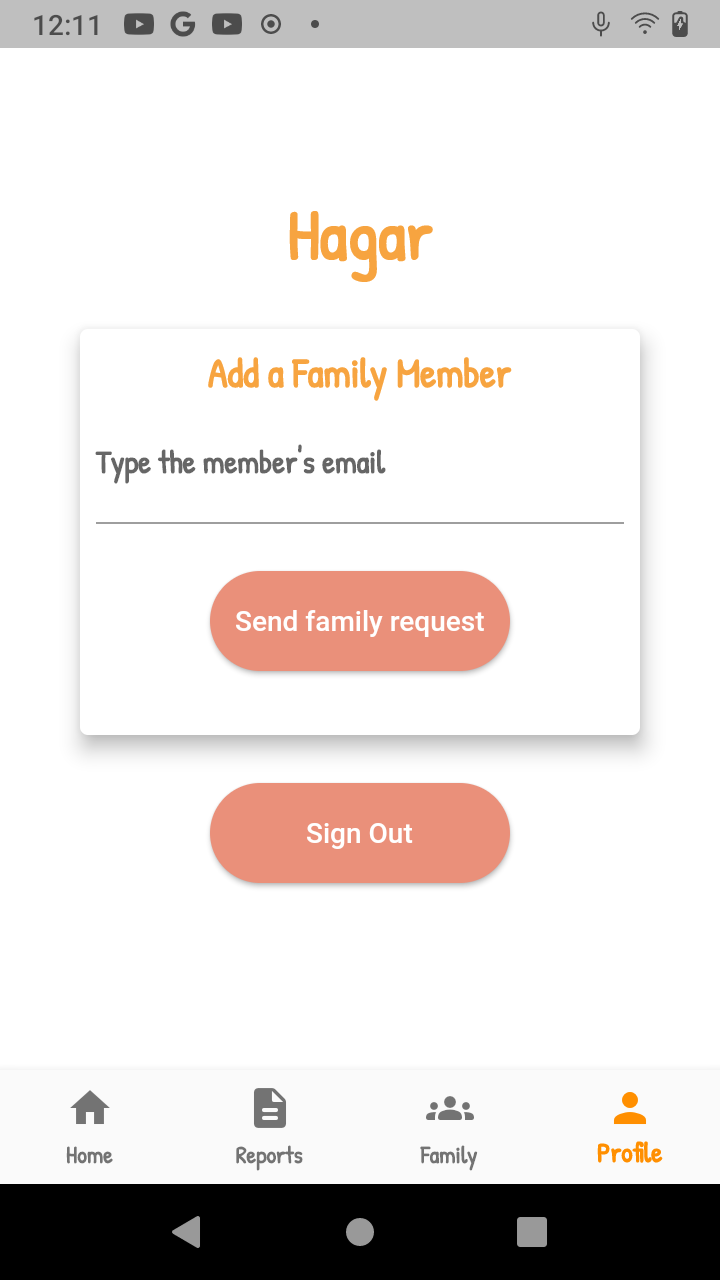 12:11
Hagar
Add a Family Member
Type the member's email
Send family request
Sign Out
Home
Reports
Family
Profile